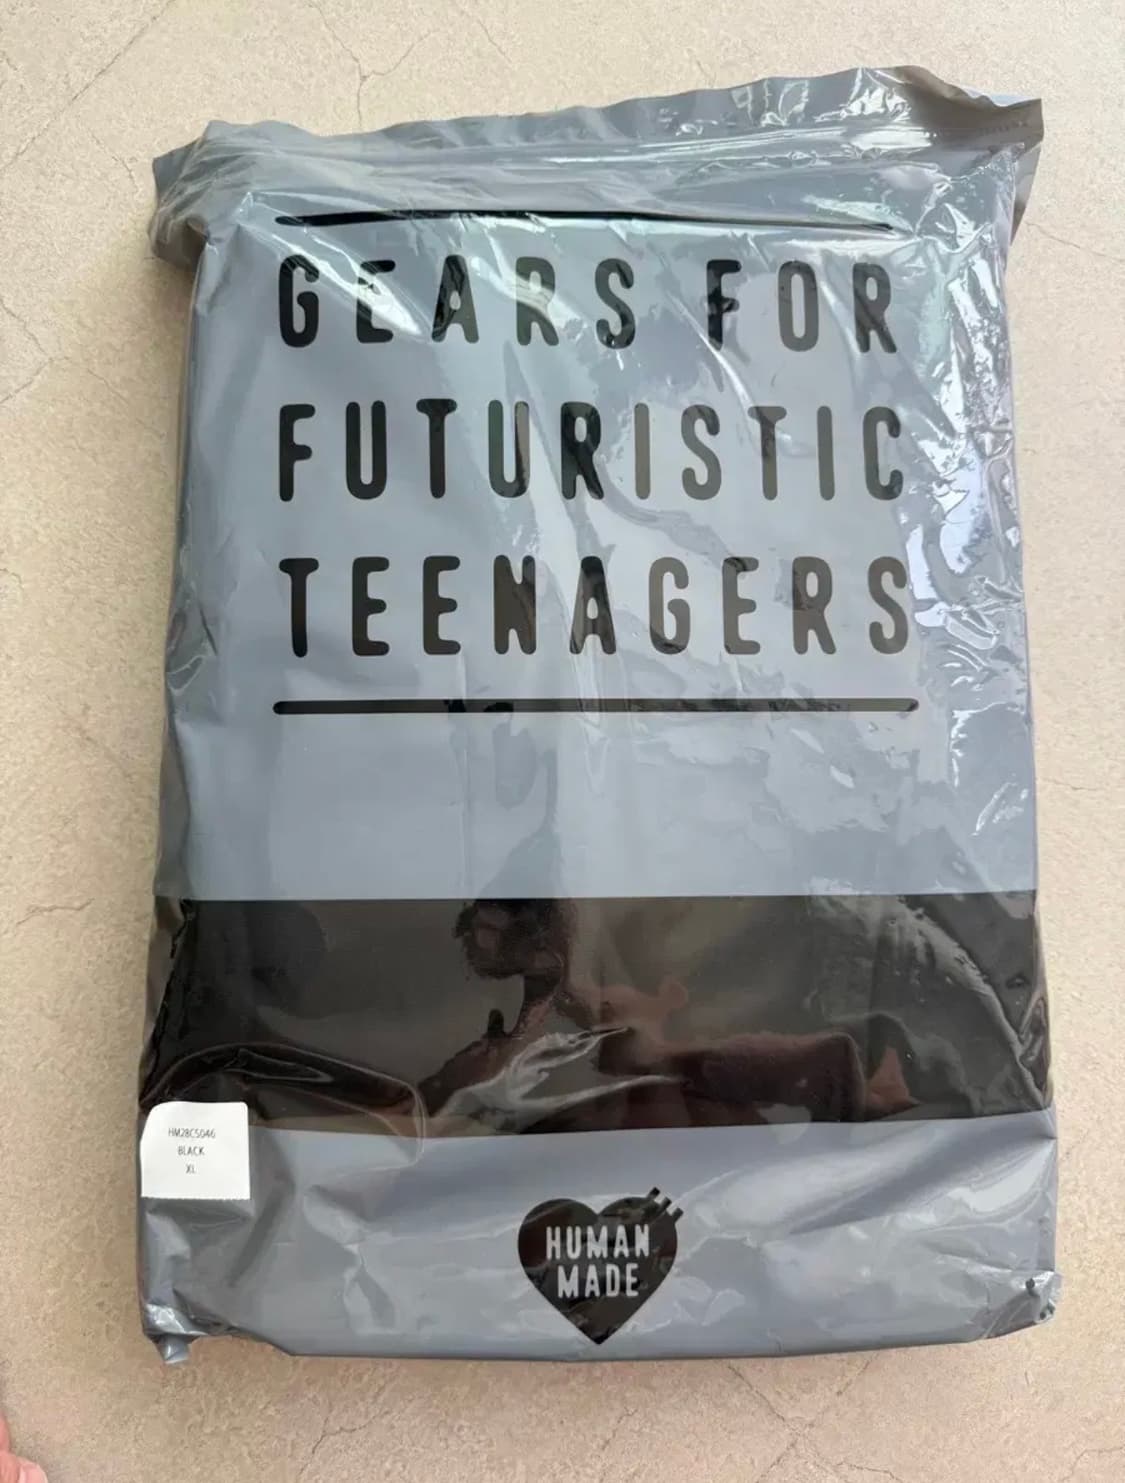 GEARS FOR
FUTURISTIC
TEENAGERS
HM28CS046
BLACK
XL
HUMAN
MADE